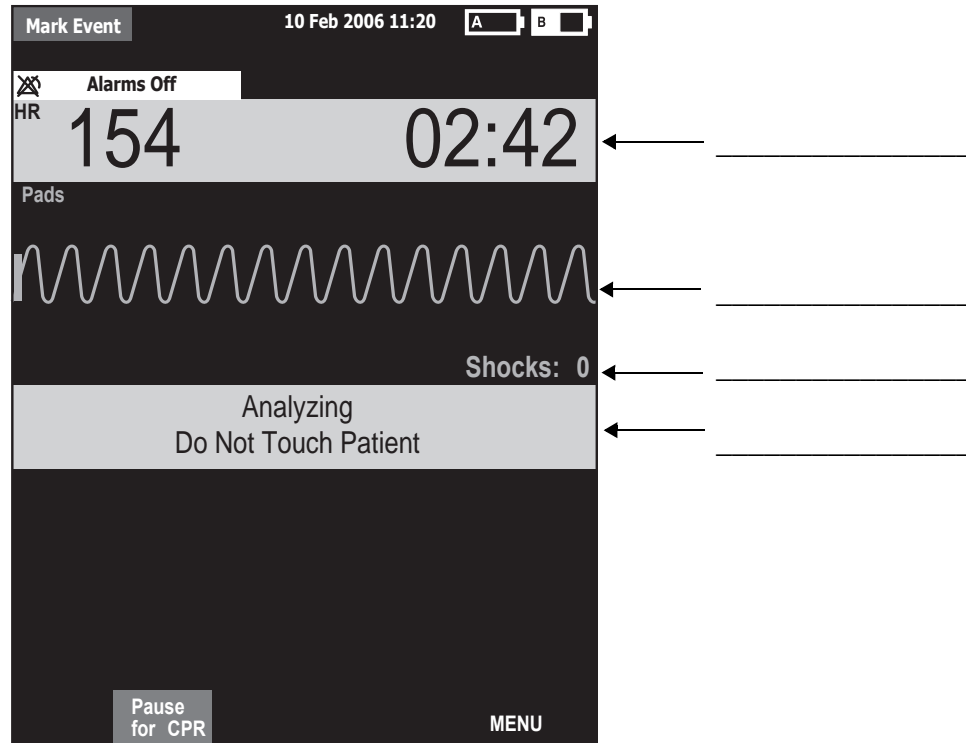 Mark Event
10 Feb 2006 11:20
A
B
Alarms Off
HR
154
02:42
Pads
Shocks: 0
Analyzing
Do Not Touch Patient
Pause
for CPR
MENU